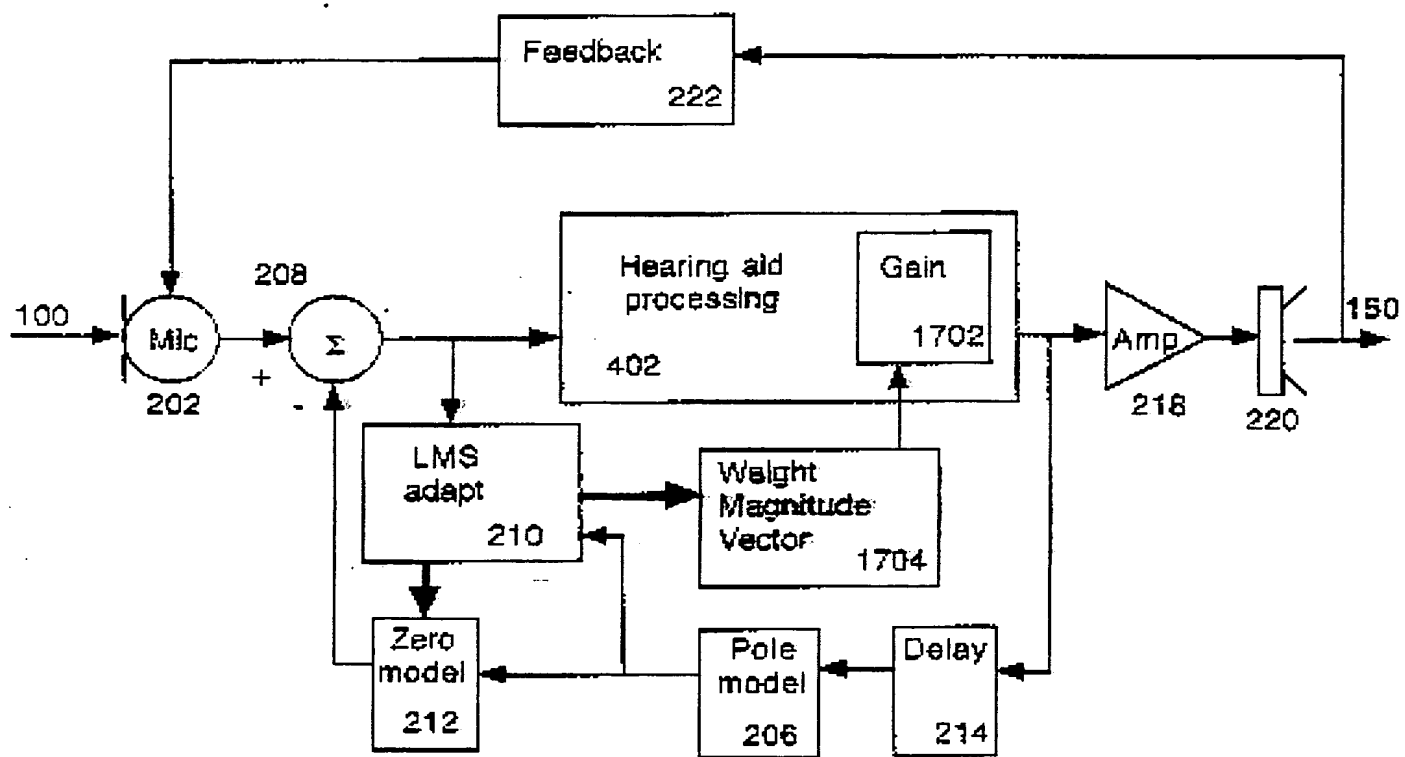 Feedback
222
208
Hearing aid
processing
Gain
100
150
Mic
Σ
Amp
1702
402
+
-
202
218
220
LMS
adapt
Weight
Magnitude
Vector
210
1704
Zero
model
Pole
model
Delay
212
206
214